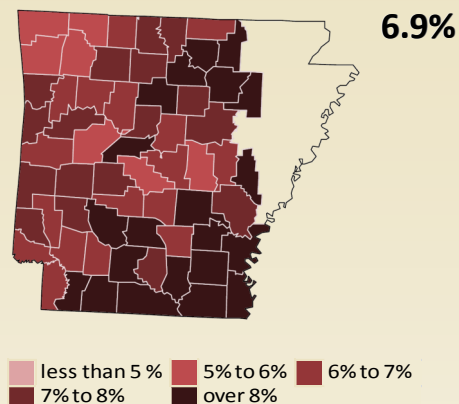 6.9%
less than 5 % 5% to 6% 6% to 7%
7% to 8% over 8%